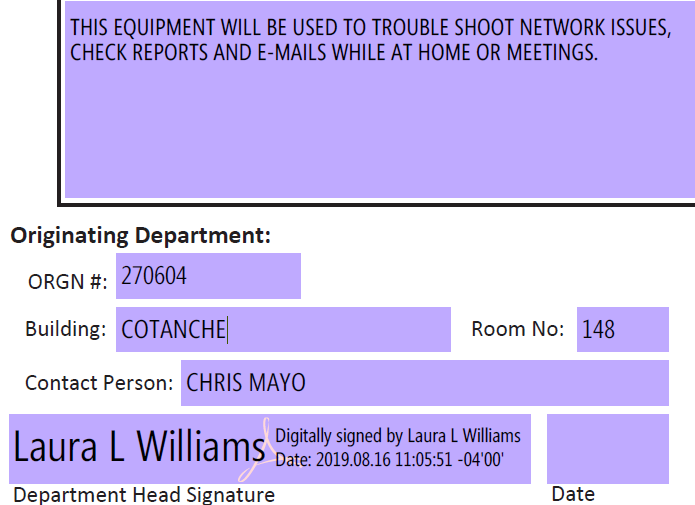 THIS EQUIPMENT WILL BE USED TO TROUBLE SHOOT NETWORK ISSUES,
CHECK REPORTS AND E-MAILS WHILE AT HOME OR MEETINGS.
Originating Department:
ORGN #: 270604
Building: COTANCHE Room No: 148
Contact Person: CHRIS MAYO
Laura L Williams
Digitally signed by Laura L Williams
Date: 2019.08.16 11:05:51 -04'00'
Department Head Signature Date